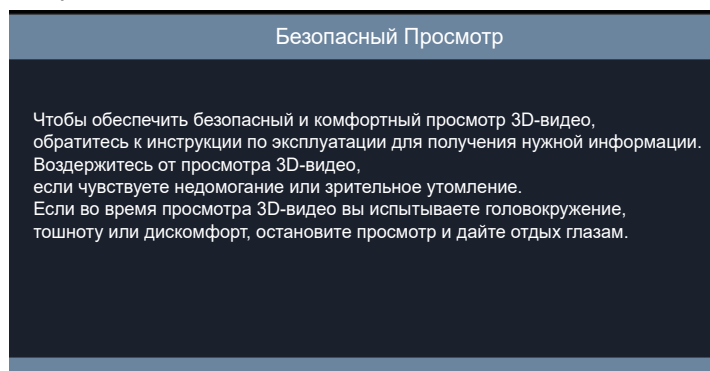 Безопасный Просмотр
Чтобы обеспечить безопасный и комфортный просмотр 3D-видео,
обратитесь к инструкции по эксплуатации для получения нужной информации.
Воздержитесь от просмотра 3D-видео,
если чувствуете недомогание или зрительное утомление.
Если во время просмотра 3D-видео вы испытываете головокружение,
тошноту или дискомфорт, остановите просмотр и дайте отдых глазам.